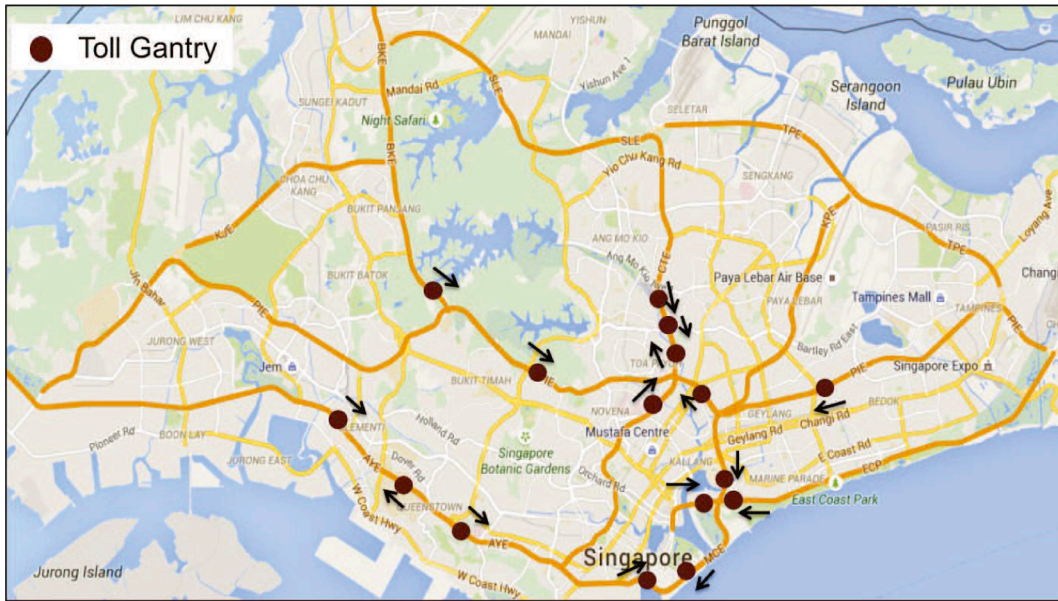 Toll Gantry
LIM CHU KANG
BKE
SLE
Mandai Rd
SUNGEI KADUT
Night Safari
YISHUN
MANDAI
Yishun Ave 1
Punggol
Barat Island
SELETAR
Serangoon
Island
Pulau Ubin
BKE
SLE
TPE
Yio Chu Kang Rd
CHOA CHU
KANG
SENGKANG
BUKIT PANJANG
KJE
KPE
PASIR RIS
Loyang Ave
TPE
ANG MO KIO
CTE
Jln Bahar
BUKIT BATOK
Paya Lebar Air Base
PAYA LEBAR
Tampines Mall
TAMPINES
PIE
PIE
JURONG WEST
Jem
Bartley Rd East
TOA PAYOH
PIE
Singapore Expo
BUKIT TIMAH
NOVENA
GEYLANG
BEDOK
Changi Rd
Geylang Rd
Mustafa Centre
Pioneer Rd
BOON LAY
CLEMENTI
Holland Rd
JURONG EAST
AYE
Dover Rd
Singapore
Botanic Gardens
Orchard Rd
KALLANG
E Coast Rd
MARINE PARADE
ECP
East Coast Park
W Coast Hwy
QUEENSTOWN
AYE
Singapore
MCE
W Coast Hwy
Jurong Island